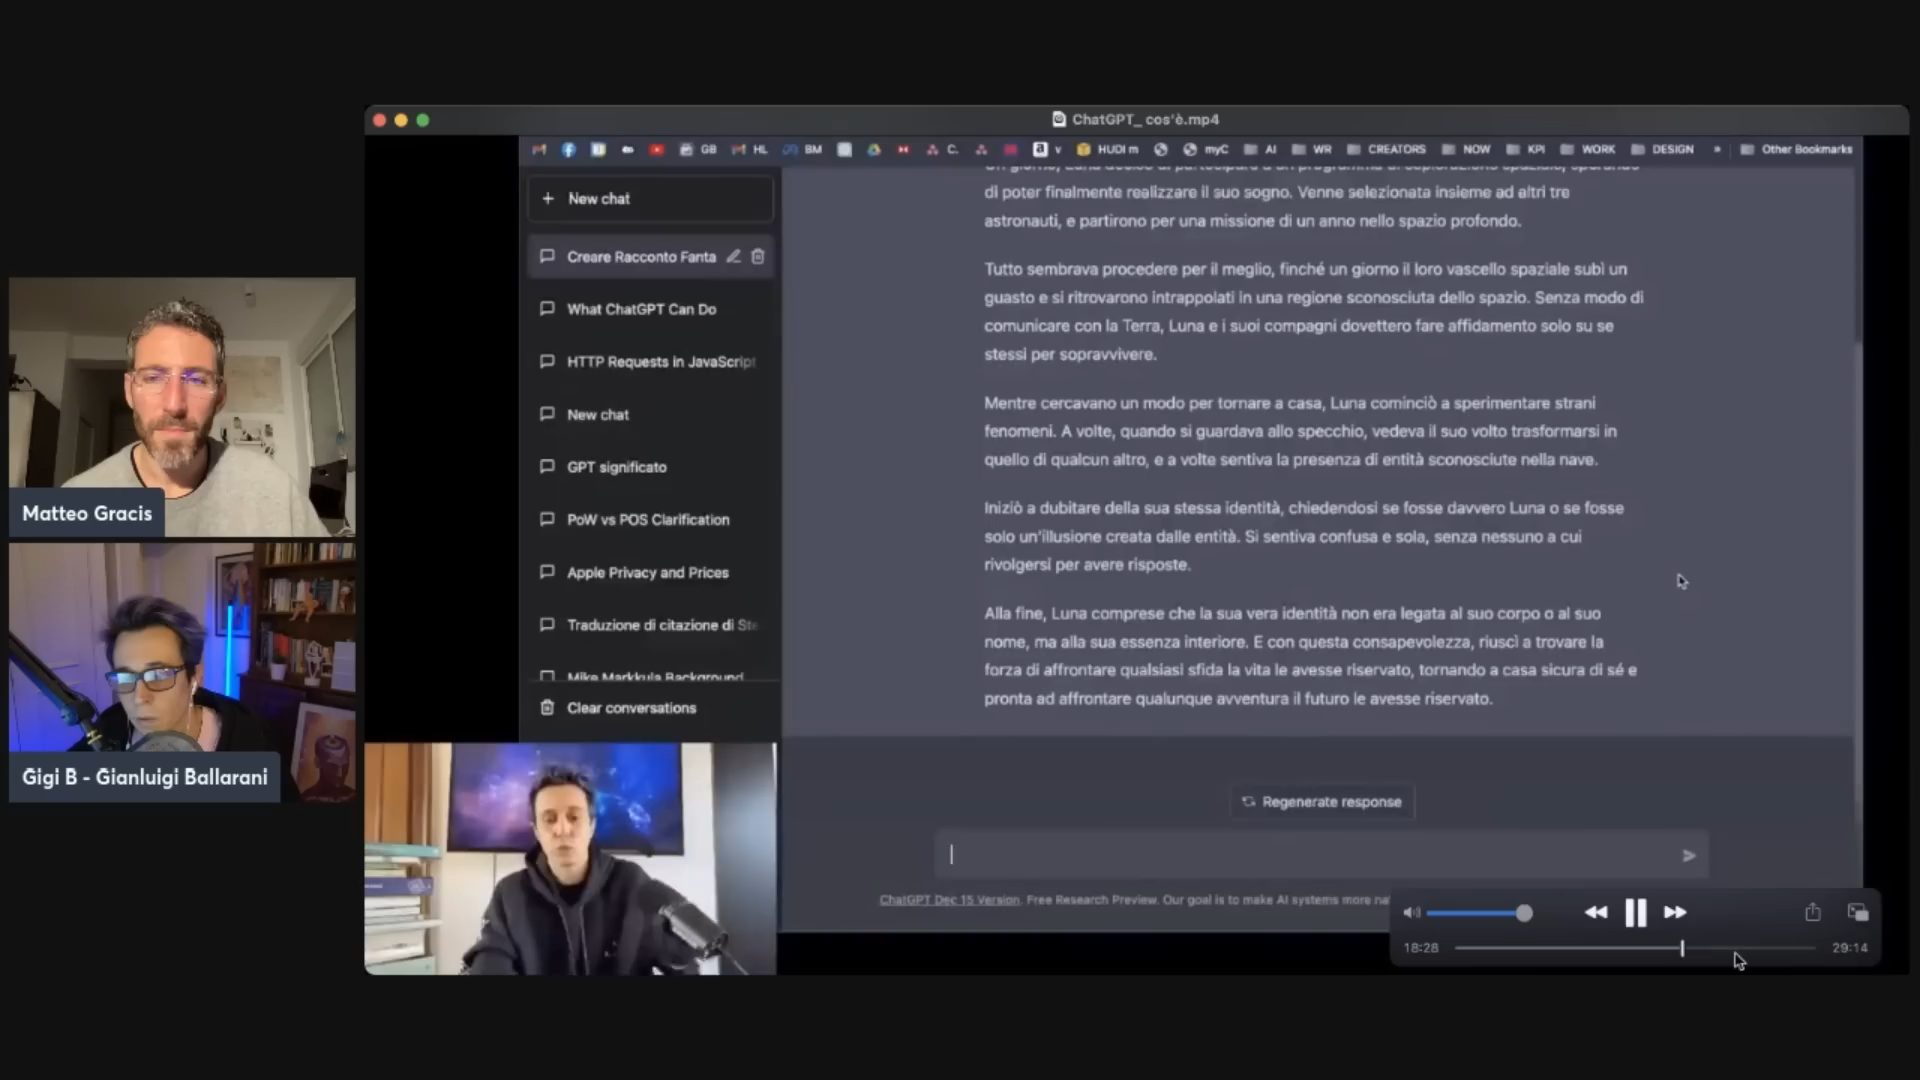 ChatGPT_ cos'è.mp4
GB
HL
BM
C.
a v
HUDI m
myC
AI
WR
CREATORS
NOW
KPI
WORK
DESIGN
»
Other Bookmarks
+ New chat
Creare Racconto Fanta
What ChatGPT Can Do
HTTP Requests in JavaScript
New chat
GPT significato
PoW vs POS Clarification
Apple Privacy and Prices
Traduzione di citazione di Ste
Mike Markkula Background
Clear conversations
di poter finalmente realizzare il suo sogno. Venne selezionata insieme ad altri tre
astronauti, e partirono per una missione di un anno nello spazio profondo.
Tutto sembrava procedere per il meglio, finché un giorno il loro vascello spaziale subì un
guasto e si ritrovarono intrappolati in una regione sconosciuta dello spazio. Senza modo di
comunicare con la Terra, Luna e i suoi compagni dovettero fare affidamento solo su se
stessi per sopravvivere.
Mentre cercavano un modo per tornare a casa, Luna cominciò a sperimentare strani
fenomeni. A volte, quando si guardava allo specchio, vedeva il suo volto trasformarsi in
quello di qualcun altro, e a volte sentiva la presenza di entità sconosciute nella nave.
Iniziò a dubitare della sua stessa identità, chiedendosi se fosse davvero Luna o se fosse
solo un'illusione creata dalle entità. Si sentiva confusa e sola, senza nessuno a cui
rivolgersi per avere risposte.
Alla fine, Luna comprese che la sua vera identità non era legata al suo corpo o al suo
nome, ma alla sua essenza interiore. E con questa consapevolezza, riuscì a trovare la
forza di affrontare qualsiasi sfida la vita le avesse riservato, tornando a casa sicura di sé e
pronta ad affrontare qualunque avventura il futuro le avesse riservato.
Regenerate response
ChatGPT Dec 15 Version. Free Research Preview. Our goal is to make AI systems more nat
18:28
29:14
Matteo Gracis
Gigi B - Gianluigi Ballarani